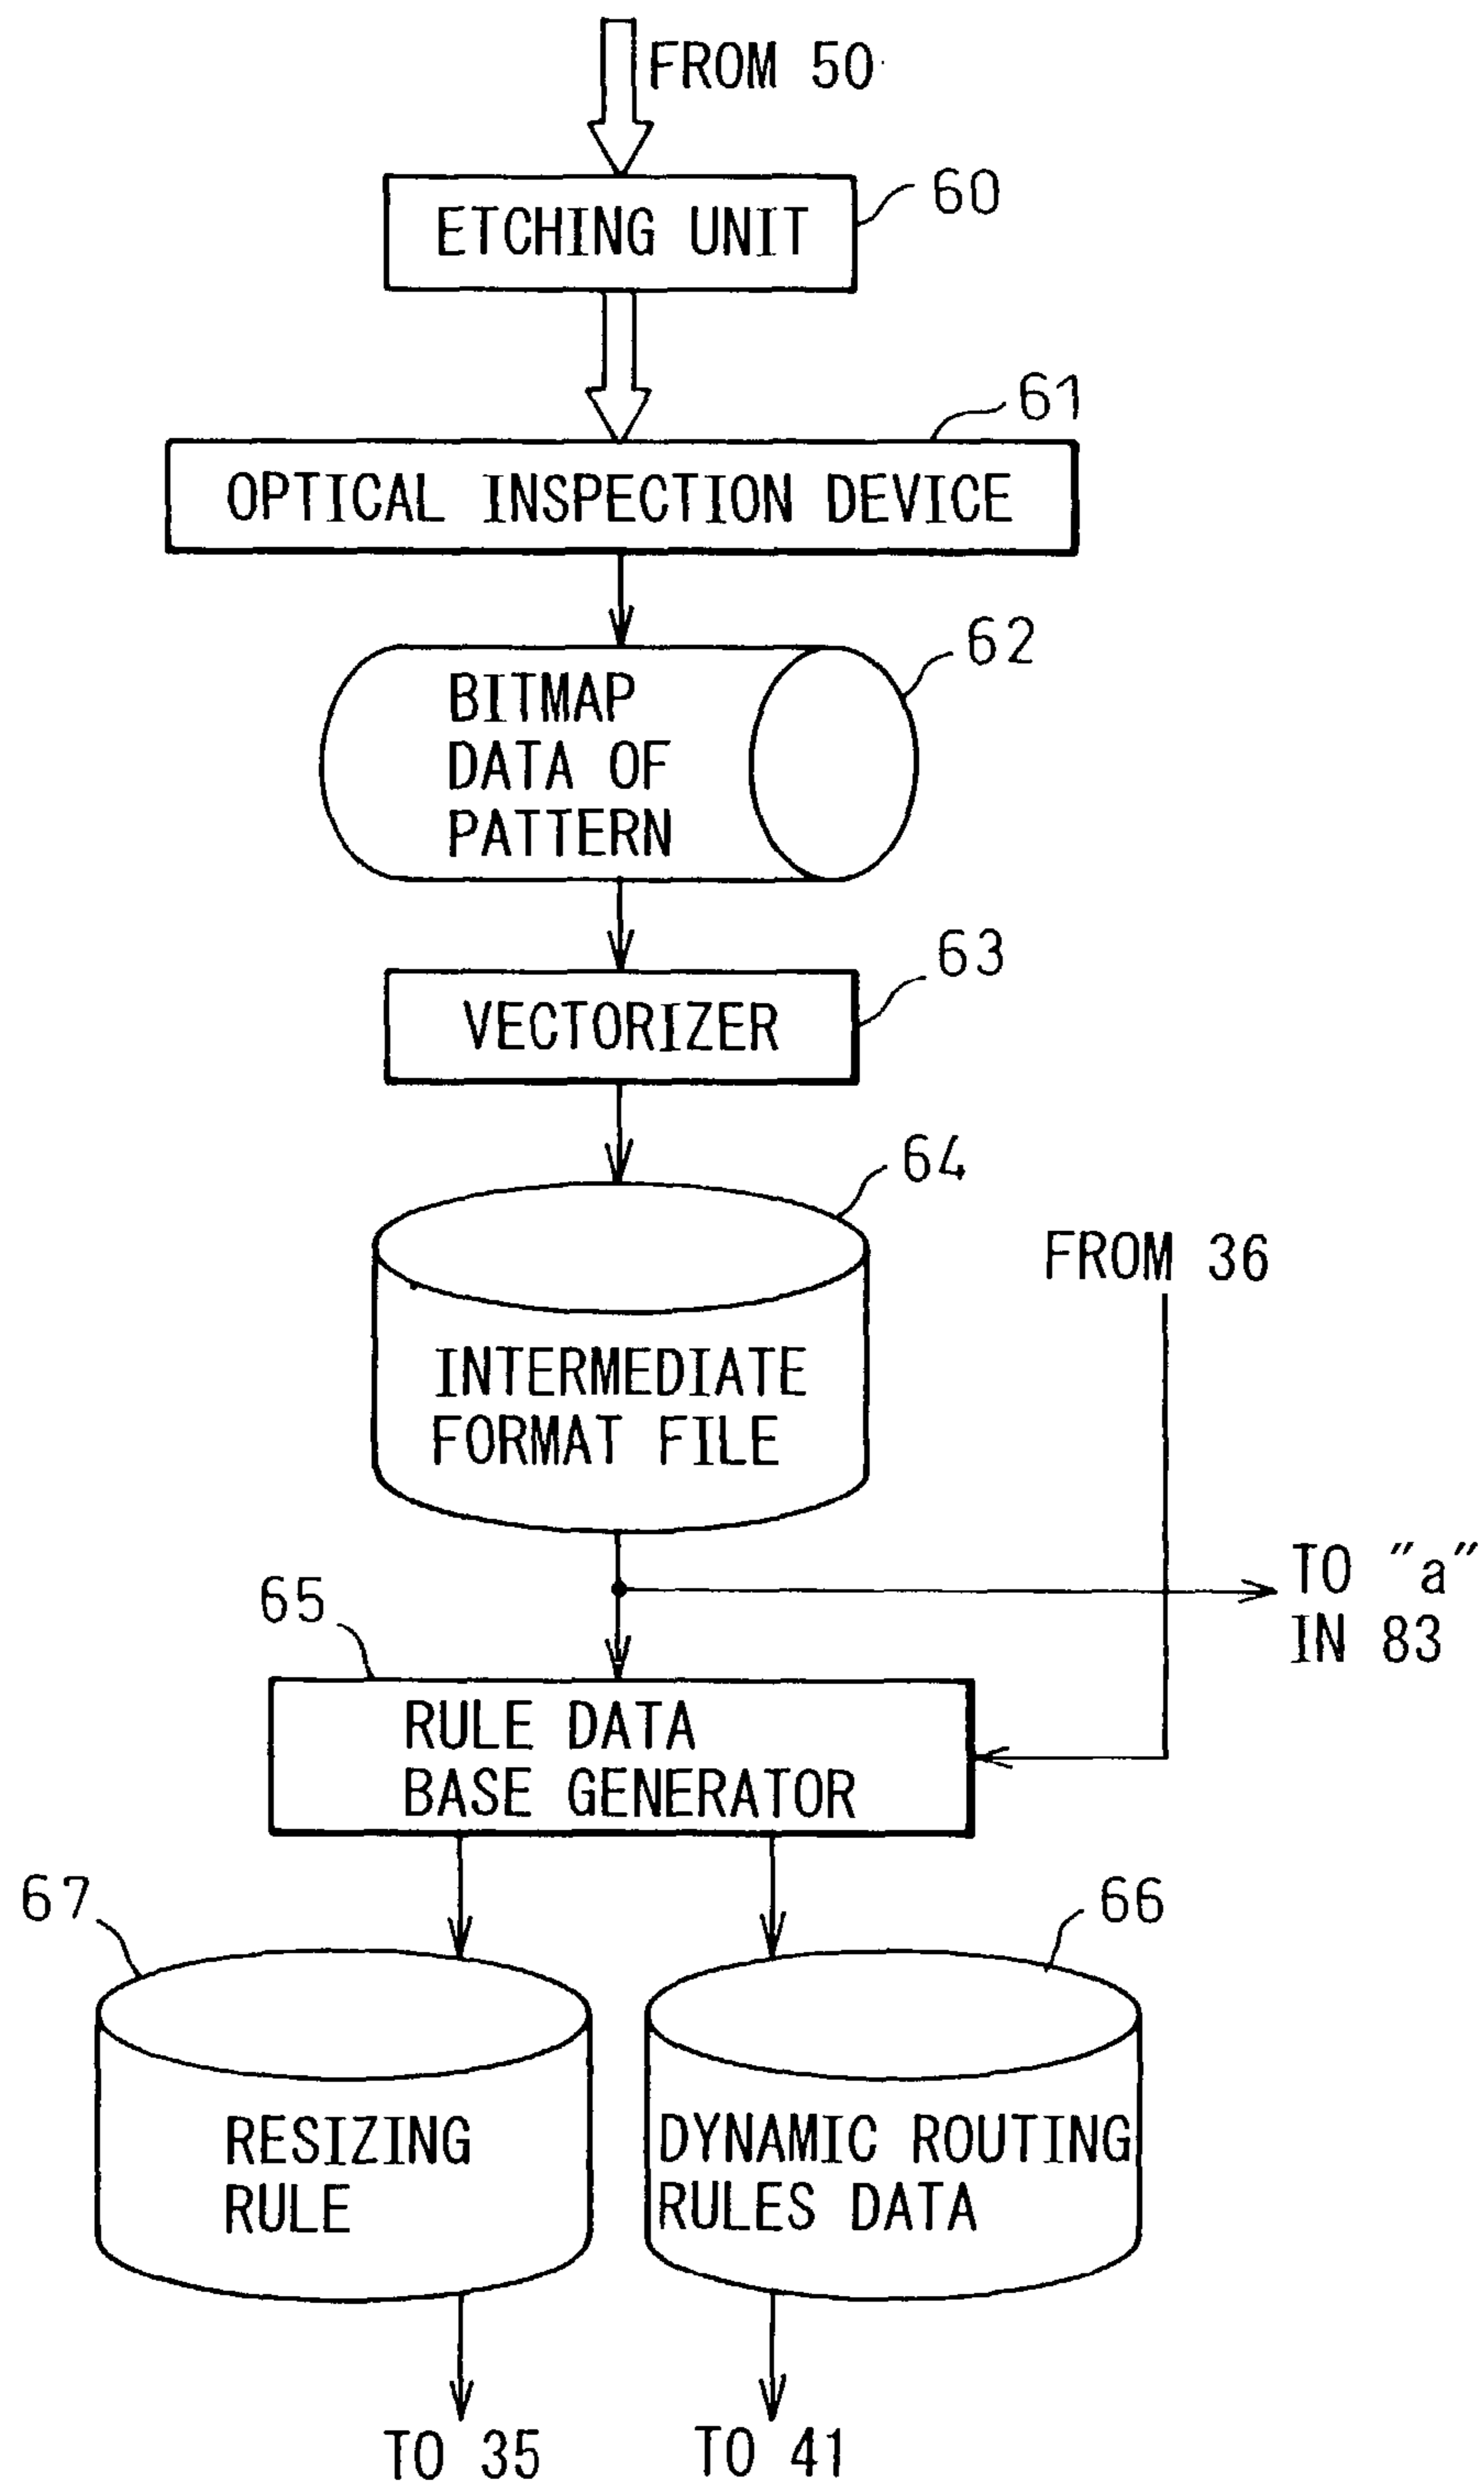 FROM 50
60
ETCHING UNIT
61
OPTICAL INSPECTION DEVICE
62
BITMAP
DATA OF
PATTERN
63
VECTORIZER
64
FROM 36
INTERMEDIATE
FORMAT FILE
TO "a"
IN 83
65
RULE DATA
BASE GENERATOR
67
66
RESIZING
RULE
DYNAMIC ROUTING
RULES DATA
TO 35
TO 41